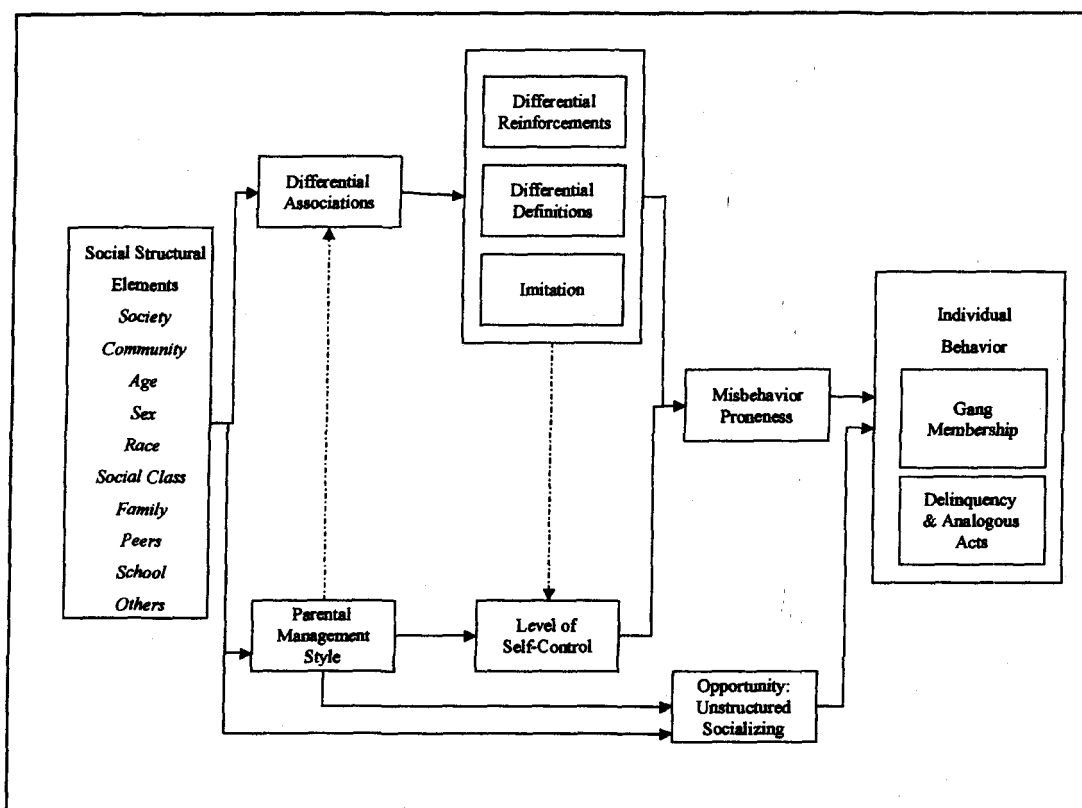 Social Structural
Elements
Society
Community
Age
Sex
Race
Social Class
Family
Peers
School
Others
Differential
Associations
Parental
Management
Style
Differential
Reinforcements
Differential
Definitions
Imitation
Level of
Self-Control
Misbehavior
Proneness
Opportunity:
Unstructured
Socializing
Individual
Behavior
Gang
Membership
Delinquency
& Analogous
Acts